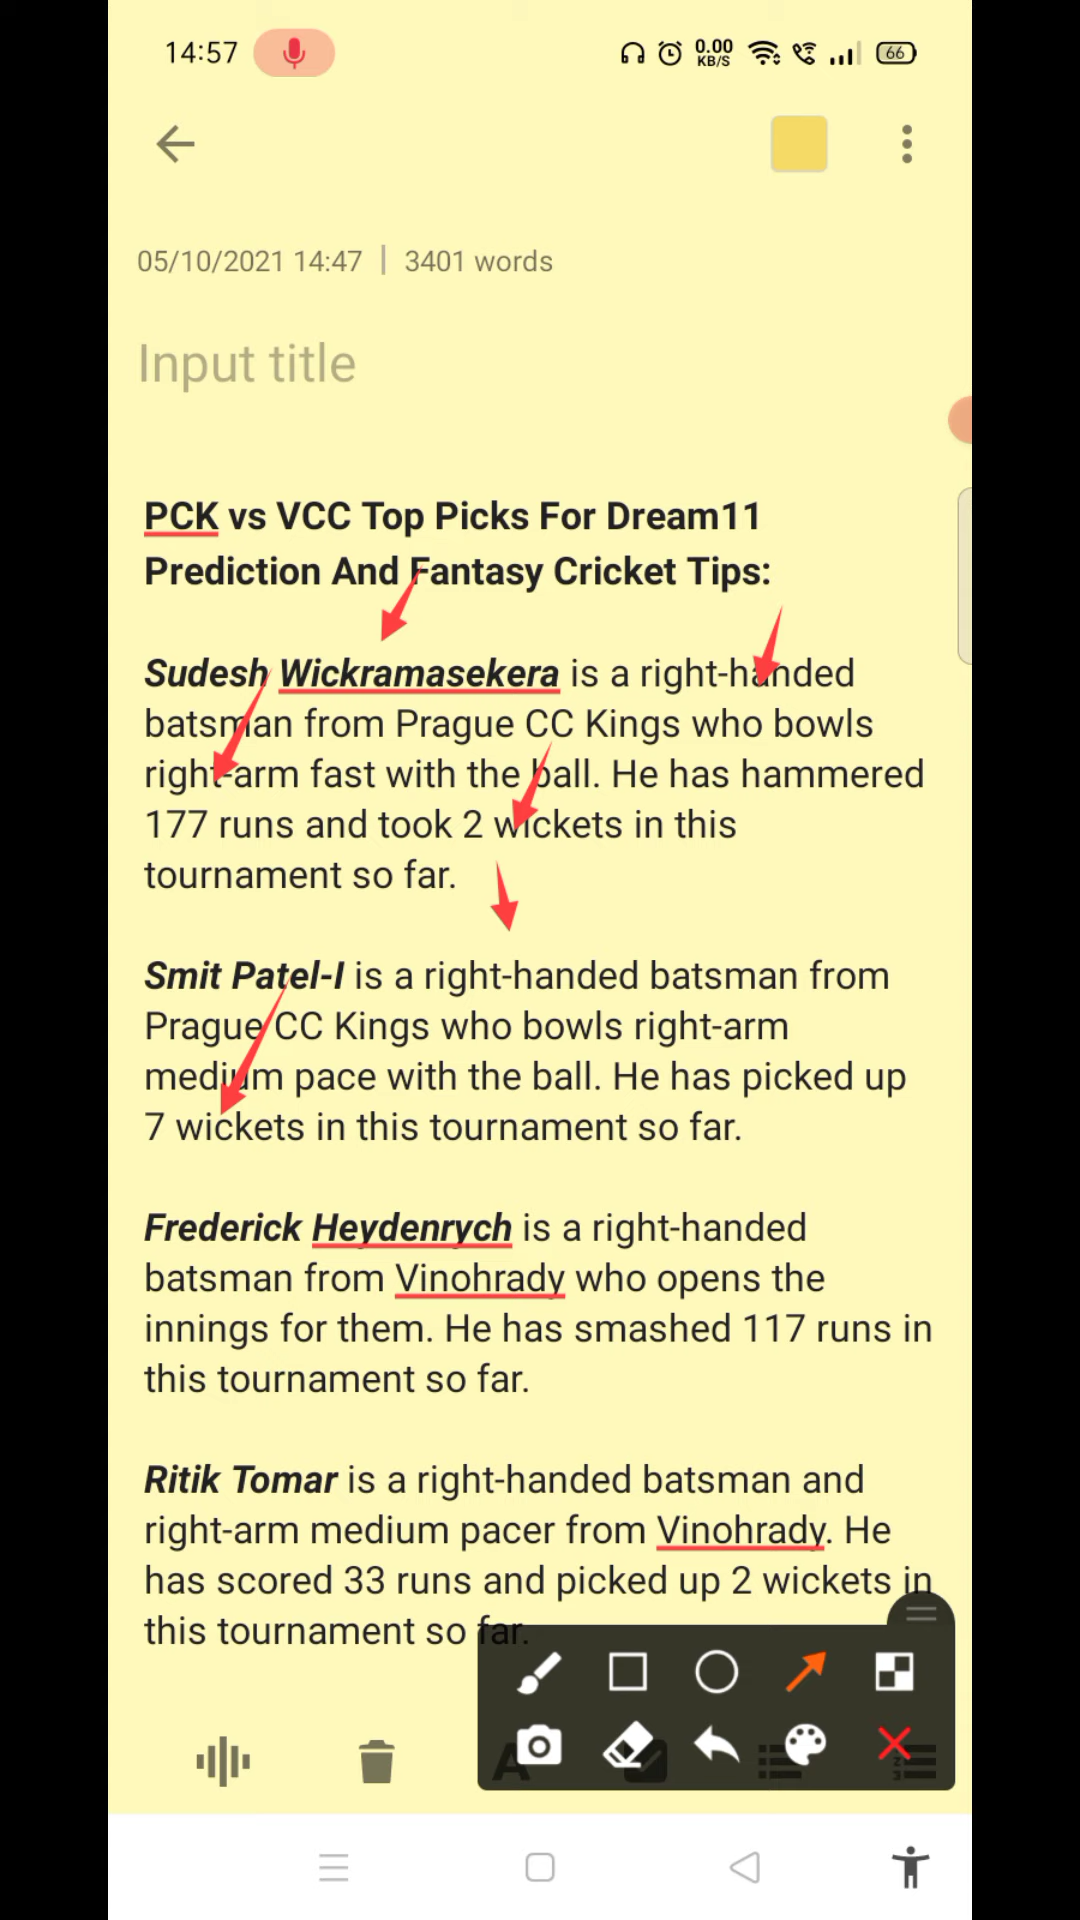 14:57 0.00 KB/S 66
05/10/2021 14:47 | 3401 words
Input title
PCK vs VCC Top Picks For Dream11
Prediction And Fantasy Cricket Tips:
Sudesh Wickramasekera is a right-handed
batsman from Prague CC Kings who bowls
right-arm fast with the ball. He has hammered
177 runs and took 2 wickets in this
tournament so far.
Smit Patel-I is a right-handed batsman from
Prague CC Kings who bowls right-arm
medium pace with the ball. He has picked up
7 wickets in this tournament so far.
Frederick Heydenrych is a right-handed
batsman from Vinohrady who opens the
innings for them. He has smashed 117 runs in
this tournament so far.
Ritik Tomar is a right-handed batsman and
right-arm medium pacer from Vinohrady. He
has scored 33 runs and picked up 2 wickets in
this tournament so far.
A